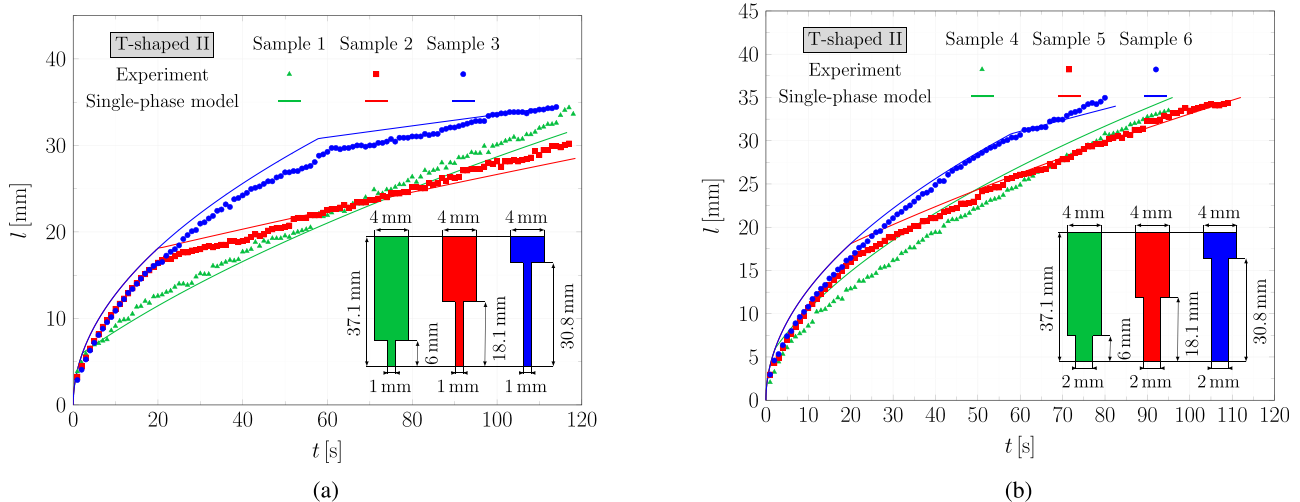 T-shaped II Sample 1 Sample 2 Sample 3
Experiment
Single-phase model
40
30
20
10
0
l [mm]
4 mm 4 mm 4 mm
37.1 mm
6 mm
18.1 mm
30.8 mm
1 mm 1 mm 1 mm
0 20 40 60 80 100 120
t [s]
(a)
45
T-shaped II Sample 4 Sample 5 Sample 6
Experiment
Single-phase model
40
35
30
25
20
15
10
5
0
l [mm]
4 mm 4 mm 4 mm
37.1 mm
6 mm
18.1 mm
30.8 mm
2 mm 2 mm 2 mm
0 10 20 30 40 50 60 70 80 90 100 110 120
t [s]
(b)